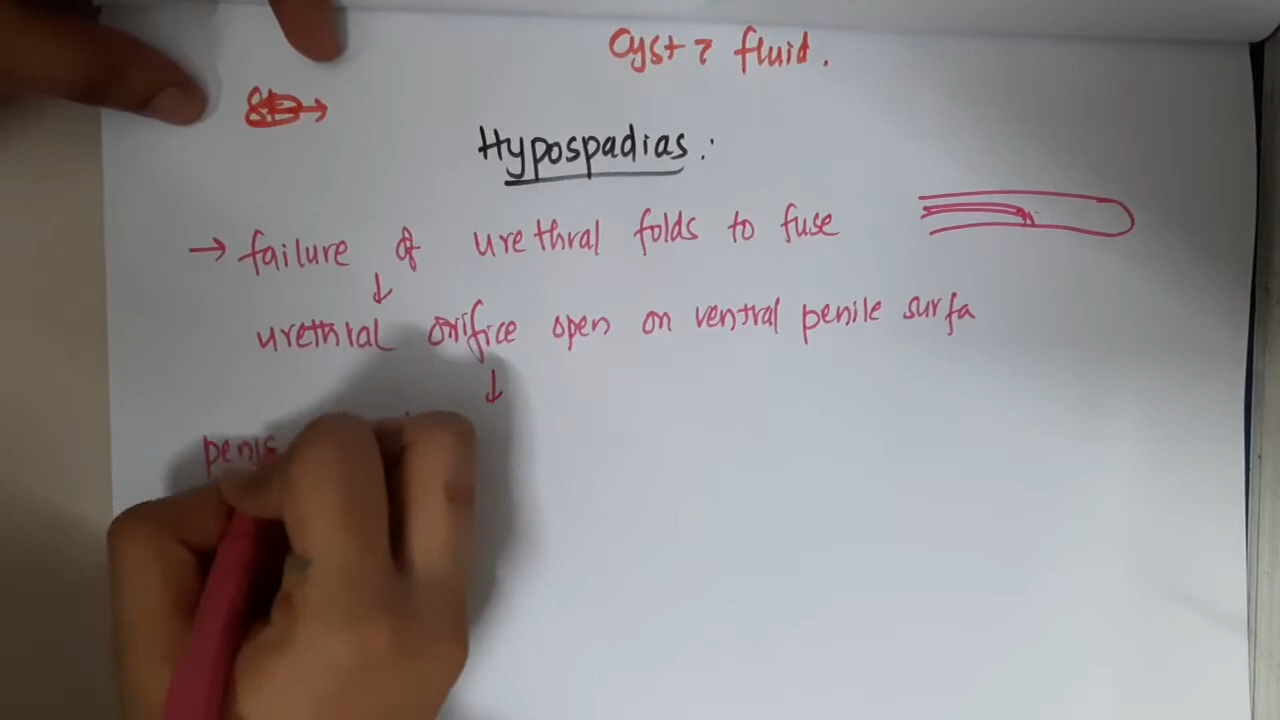 Cyst ? fluid.
Hypospadias :
→ failure of urethral folds to fuse
↓
urethral orifice open on ventral penile surfa
↓
penis